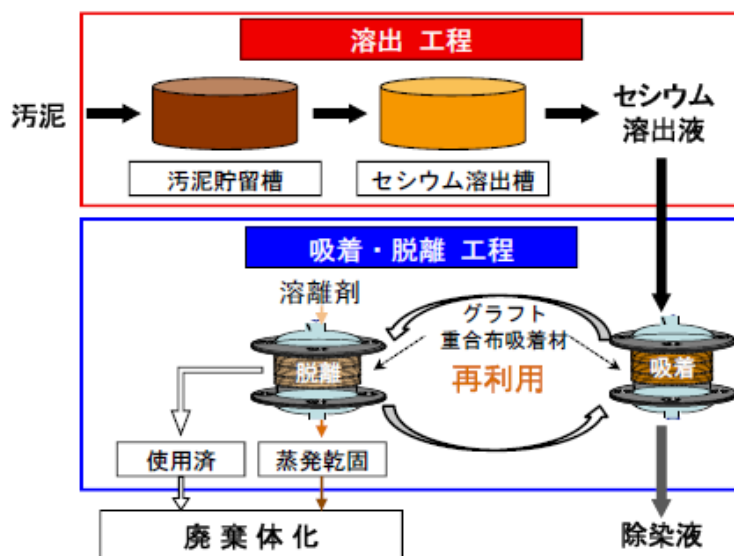 溶出 工程
汚泥
セシウム
溶出液
汚泥貯留槽
セシウム溶出槽
吸着・脱離 工程
溶離剤
グラフト
重合布吸着材
脱離
吸着
再利用
使用済
蒸発乾固
廃棄体化
除染液